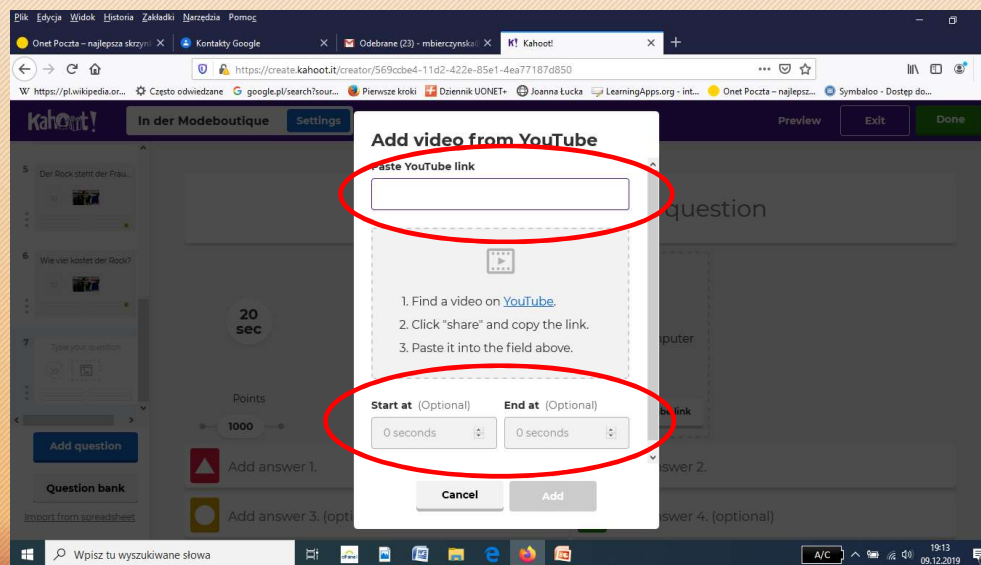 Plik Edycja Widok Historia Zakładki Narzędzia Pomoc
Onet Poczta – najlepsza skrzyn
Kontakty Google
Odebrane (23) - mbierczynska
K! Kahoot!
https://create.kahoot.it/creator/569ccbe4-11d2-422e-85e1-4ea77187d850
https://pl.wikipedia.or...
Często odwiedzane
google.pl/search?sour...
Pierwsze kroki
Dziennik UONET+
Joanna Łucka
LearningApps.org - int...
Onet Poczta – najlepsz...
Symbaloo - Dostęp do...
Kahoot!
In der Modeboutique
Settings
Preview
Exit
Done
Add video from YouTube
Paste YouTube link
5
Der Rock steht der Frau...
question
6
Wie viel kostet der Rock?
1. Find a video on YouTube.
2. Click "share" and copy the link.
3. Paste it into the field above.
20
sec
puter
7
Type your question
20
Points
1000
Start at (Optional)
End at (Optional)
0 seconds
0 seconds
link
Add question
Add answer 1.
swer 2.
Question bank
Cancel
Add
Import from spreadsheet
Add answer 3. (opti
swer 4. (optional)
Wpisz tu wyszukiwane słowa
A/C
19:13
09.12.2019